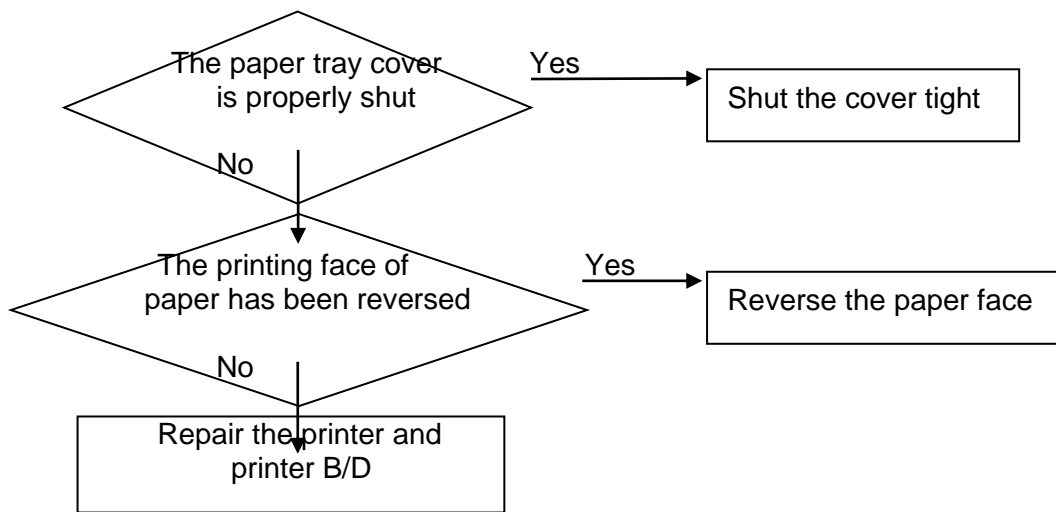 The paper tray cover
is properly shut
Yes
Shut the cover tight
No
The printing face of
paper has been reversed
Yes
Reverse the paper face
No
Repair the printer and
printer B/D